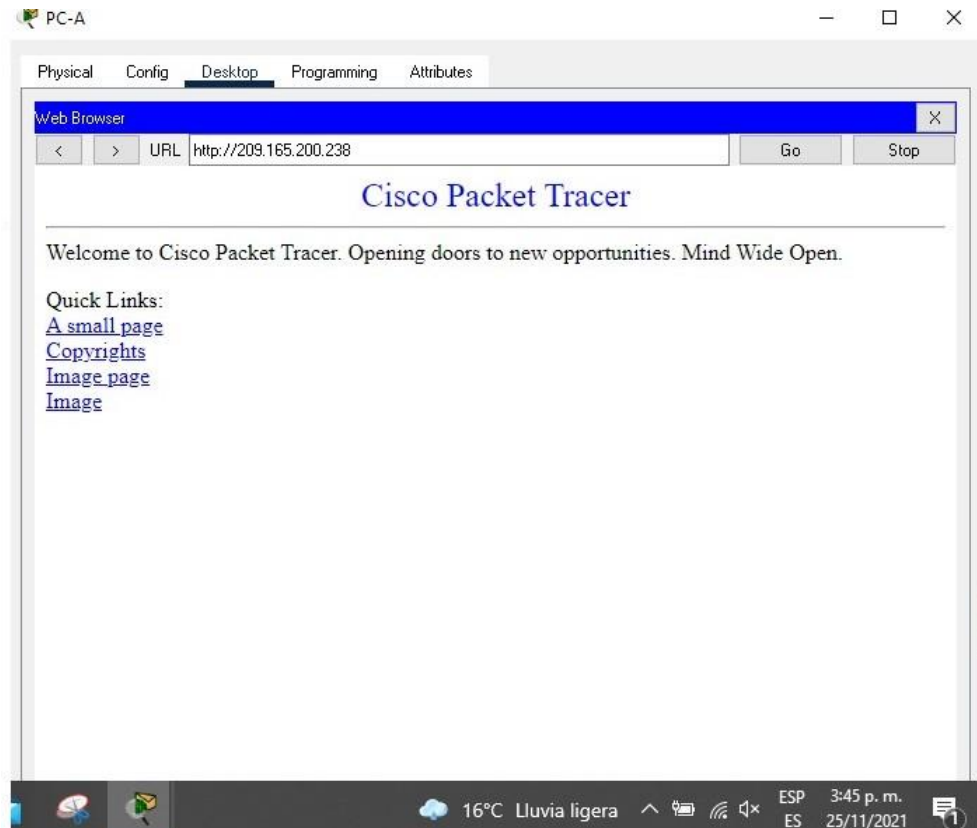 PC-A
Physical Config Desktop Programming Attributes
Web Browser X
< > URL http://209.165.200.238 Go Stop
Cisco Packet Tracer
Welcome to Cisco Packet Tracer. Opening doors to new opportunities. Mind Wide Open.
Quick Links:
A small page
Copyrights
Image page
Image
16°C Lluvia ligera ESP 3:45 p. m.
ES 25/11/2021 1